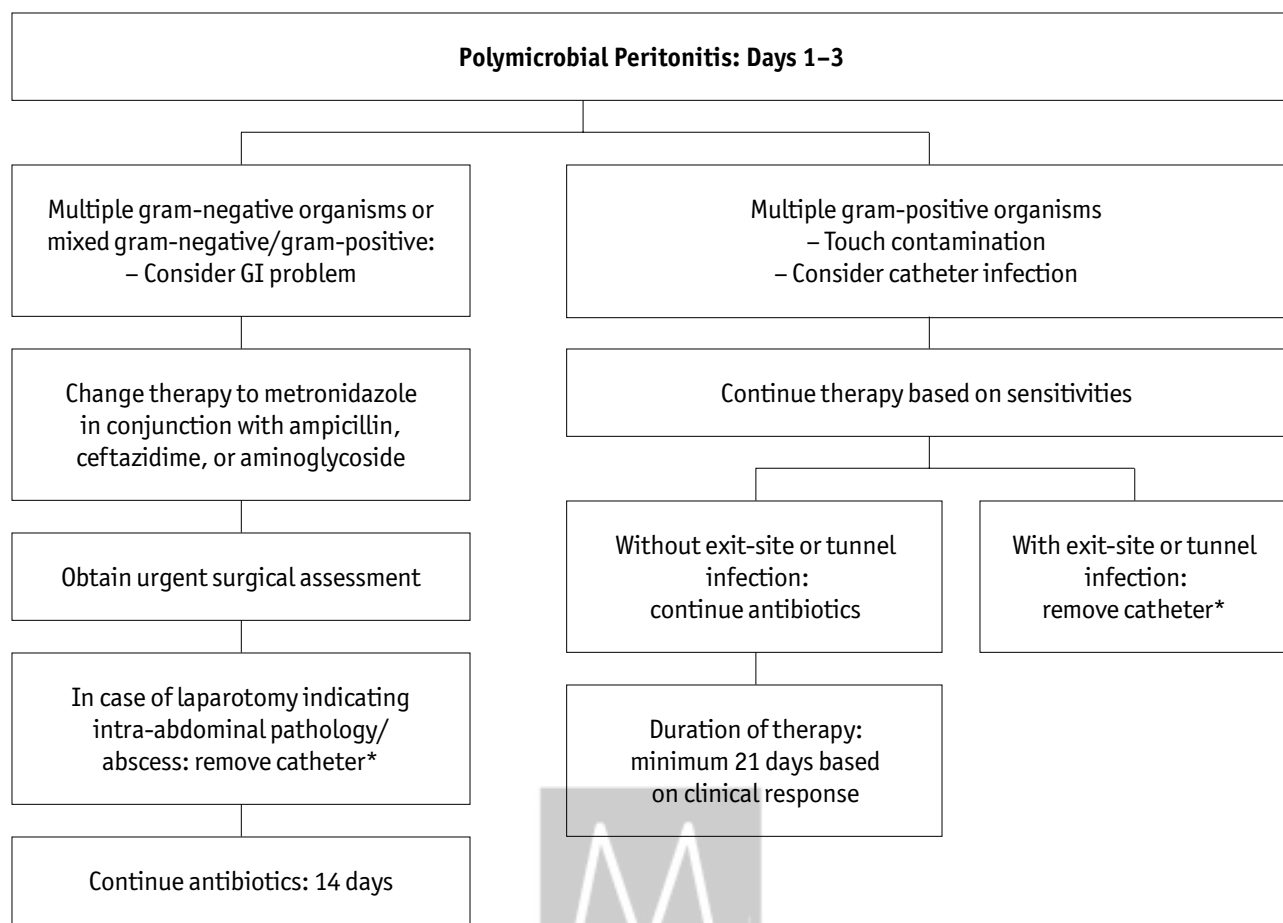 Polymicrobial Peritonitis: Days 1–3
Multiple gram-negative organisms or
mixed gram-negative/gram-positive:
– Consider GI problem
Change therapy to metronidazole
in conjunction with ampicillin,
ceftazidime, or aminoglycoside
Obtain urgent surgical assessment
In case of laparotomy indicating
intra-abdominal pathology/
abscess: remove catheter*
Continue antibiotics: 14 days
Multiple gram-positive organisms
– Touch contamination
– Consider catheter infection
Continue therapy based on sensitivities
Without exit-site or tunnel
infection:
continue antibiotics
Duration of therapy:
minimum 21 days based
on clinical response
With exit-site or tunnel
infection:
remove catheter*